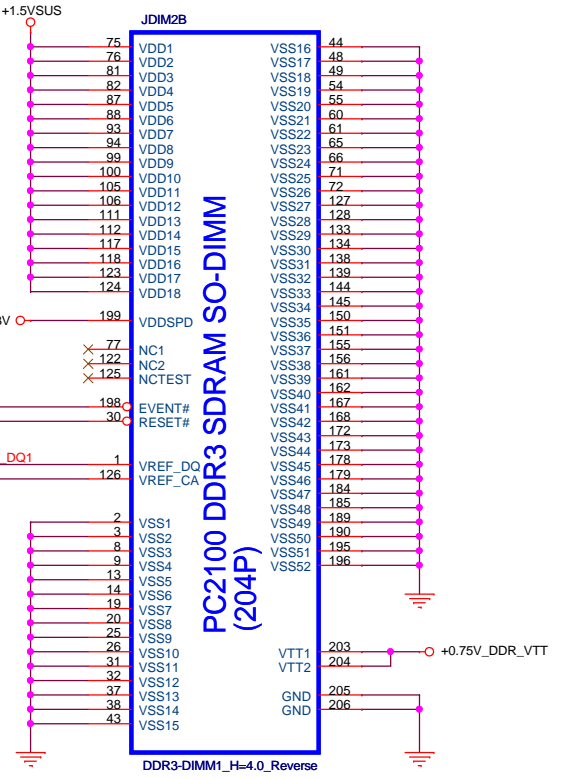 +1.5VSUS
JDIM2B
75 VDD1 VSS16 44
76 VDD2 VSS17 48
81 VDD3 VSS18 49
82 VDD4 VSS19 54
87 VDD5 VSS20 55
88 VDD6 VSS21 60
93 VDD7 VSS22 61
94 VDD8 VSS23 65
99 VDD9 VSS24 66
100 VDD10 VSS25 71
105 VDD11 VSS26 72
106 VDD12 VSS27 127
111 VDD13 VSS28 128
112 VDD14 VSS29 133
117 VDD15 VSS30 134
118 VDD16 VSS31 138
123 VDD17 VSS32 139
124 VDD18 VSS33 144
VSS34 145
V 199 VDDSPD VSS35 150
VSS36 151
77 NC1 VSS37 155
122 NC2 VSS38 156
125 NCTEST VSS39 161
VSS40 162
198 EVENT# VSS41 167
30 RESET# VSS42 168
VSS43 172
VSS44 173
_DQ1 1 VREF_DQ VSS45 178
126 VREF_CA VSS46 179
VSS47 184
VSS48 185
2 VSS1 VSS49 189
3 VSS2 VSS50 190
8 VSS3 VSS51 195
9 VSS4 VSS52 196
13 VSS5
14 VSS6
19 VSS7
20 VSS8
25 VSS9
26 VSS10 VTT1 203 +0.75V_DDR_VTT
31 VSS11 VTT2 204
32 VSS12
37 VSS13 GND 205
38 VSS14 GND 206
43 VSS15
PC2100 DDR3 SDRAM SO-DIMM
(204P)
DDR3-DIMM1_H=4.0_Reverse